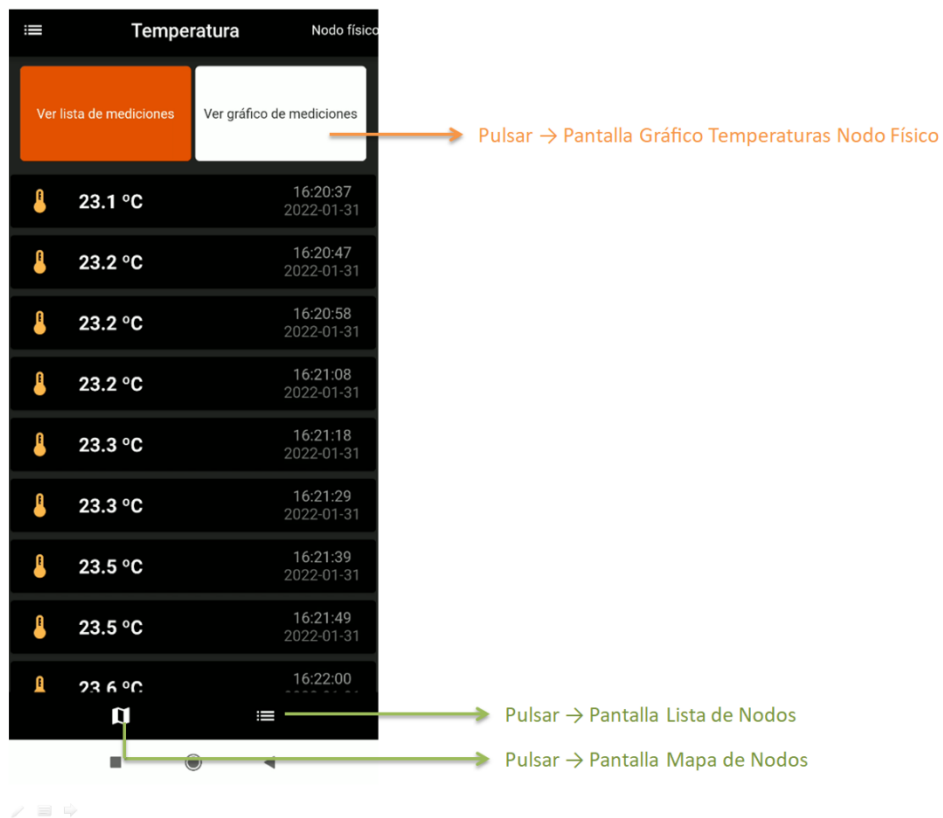 Temperatura
Nodo físico
Ver lista de mediciones
Ver gráfico de mediciones
Pulsar → Pantalla Gráfico Temperaturas Nodo Físico
23.1 ºC
16:20:37
2022-01-31
23.2 ºC
16:20:47
2022-01-31
23.2 ºC
16:20:58
2022-01-31
23.2 ºC
16:21:08
2022-01-31
23.3 ºC
16:21:18
2022-01-31
23.3 ºC
16:21:29
2022-01-31
23.5 ºC
16:21:39
2022-01-31
23.5 ºC
16:21:49
2022-01-31
23.6 ºC
16:22:00
Pulsar → Pantalla Lista de Nodos
Pulsar → Pantalla Mapa de Nodos